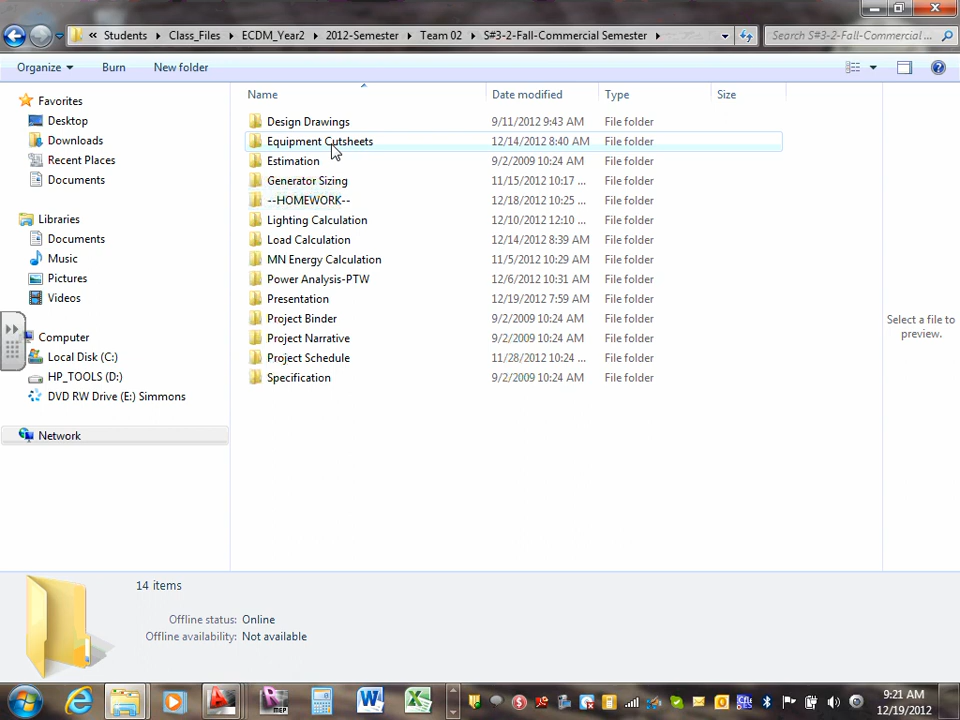 « Students ▸ Class_Files ▸ ECDM_Year2 ▸ 2012-Semester ▸ Team 02 ▸ S#3-2-Fall-Commercial Semester ▸ Search S#3-2-Fall-Commercial ...
Organize Burn New folder
Name Date modified Type Size
Favorites
Desktop
Downloads
Recent Places
Documents
Libraries
Documents
Music
Pictures
Videos
Computer
Local Disk (C:)
HP_TOOLS (D:)
DVD RW Drive (E:) Simmons
Network
Design Drawings 9/11/2012 9:43 AM File folder
Equipment Cutsheets 12/14/2012 8:40 AM File folder
Estimation 9/2/2009 10:24 AM File folder
Generator Sizing 11/15/2012 10:17 ... File folder
--HOMEWORK-- 12/18/2012 10:25 ... File folder
Lighting Calculation 12/10/2012 12:10 ... File folder
Load Calculation 12/14/2012 8:39 AM File folder
MN Energy Calculation 11/5/2012 10:29 AM File folder
Power Analysis-PTW 12/6/2012 10:31 AM File folder
Presentation 12/19/2012 7:59 AM File folder
Project Binder 9/2/2009 10:24 AM File folder
Project Narrative 9/2/2009 10:24 AM File folder
Project Schedule 11/28/2012 10:24 ... File folder
Specification 9/2/2009 10:24 AM File folder
Select a file to
preview.
14 items
Offline status: Online
Offline availability: Not available
9:21 AM
12/19/2012